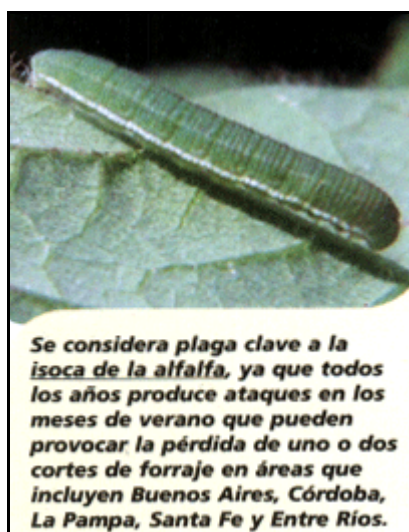 Se considera plaga clave a la
isoca de la alfalfa, ya que todos
los años produce ataques en los
meses de verano que pueden
provocar la pérdida de uno o dos
cortes de forraje en áreas que
incluyen Buenos Aires, Córdoba,
La Pampa, Santa Fe y Entre Ríos.